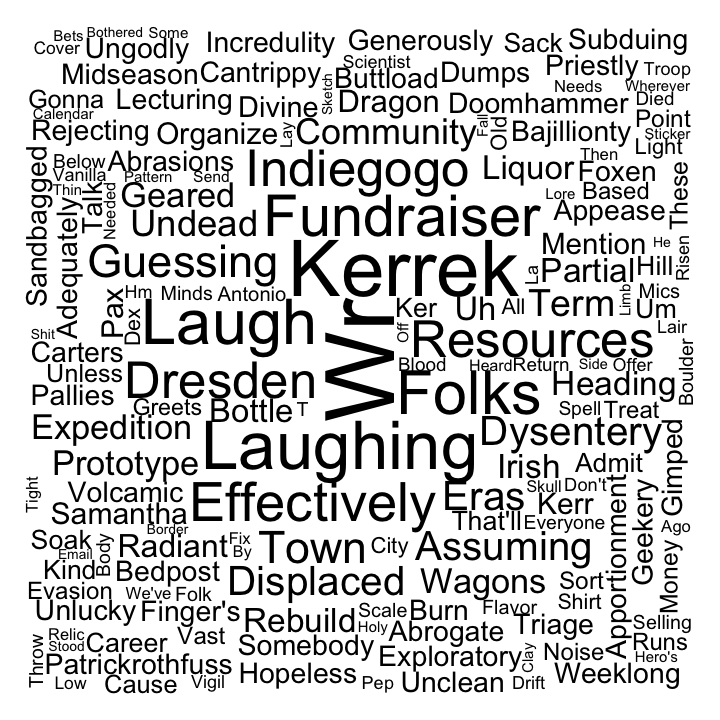 Bets Bothered Some
Cover Ungodly Incredulity Generously Sack Subduing
Scientist
Midseason Cantrippy Buttload Dumps Priestly Troop
Sketch
Needs Wherever
Gonna Lecturing Divine Dragon Doomhammer Died
Calendar
Point
Rejecting Organize Lay Community Fall Old Bajillionty Sticker
Light
Below Abrasions Indiegogo Liquor Then Foxen
Vanilla Pattern Send
Thin Geared Lore Based These
Sandbagged Talk Needed Undead Fundraiser Appease
Adequately Guessing Kerrek Mention He Risen
La Partial Hill
Pax Hm Minds Antonio Limb Mics
Dex Laugh Wr Ker Uh All Term Um
Shit Off Resources Lair
Carters Blood Heard Return Side Offer Boulder
Unless Dresden Folks Heading
Pallies Greets Bottle T Spell Treat
Expedition Laughing Dysentery
Prototype Irish Admit Gimped
Tight Volcamic Effectively Eras Skull Don't
Samantha Kerr
Border That'll Everyone
Soak Radiant Fix Town City Assuming Apportionment Geekery Ago
Email Body By
Kind Bedpost Displaced Wagons Sort Money
Evasion We've Folk Shirt
Unlucky Finger's Rebuild Scale Burn Flavor Triage
Holy Selling
Throw Relic Career Vast Somebody Abrogate Noise Runs
Stood
Patrickrothfuss Exploratory Clay Hero's
Low Cause Vigil Hopeless Pep Unclean Drift Weeklong